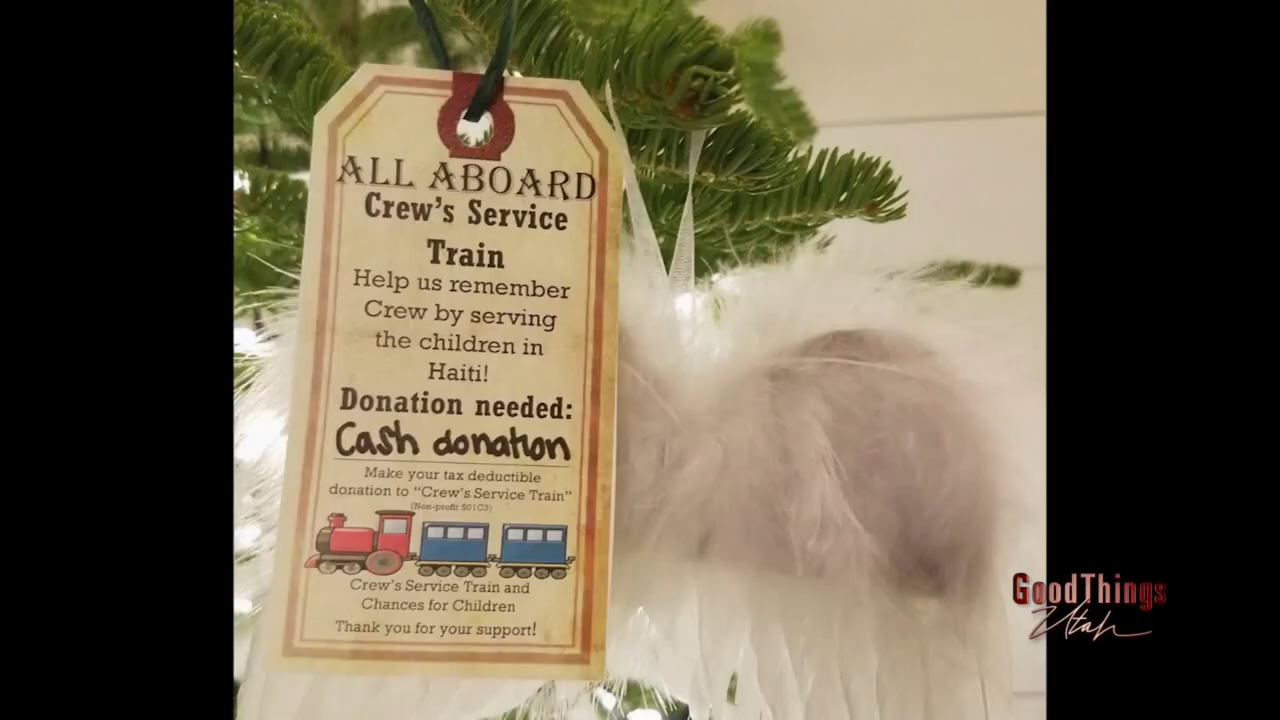 ALL ABOARD
Crew's Service
Train
Help us remember
Crew by serving
the children in
Haiti!
Donation needed:
Cash donation
Make your tax deductible
donation to "Crew's Service Train"
(Non-profit 501C3)
Crew's Service Train and
Chances for Children
Thank you for your support!
GoodThings
Utah